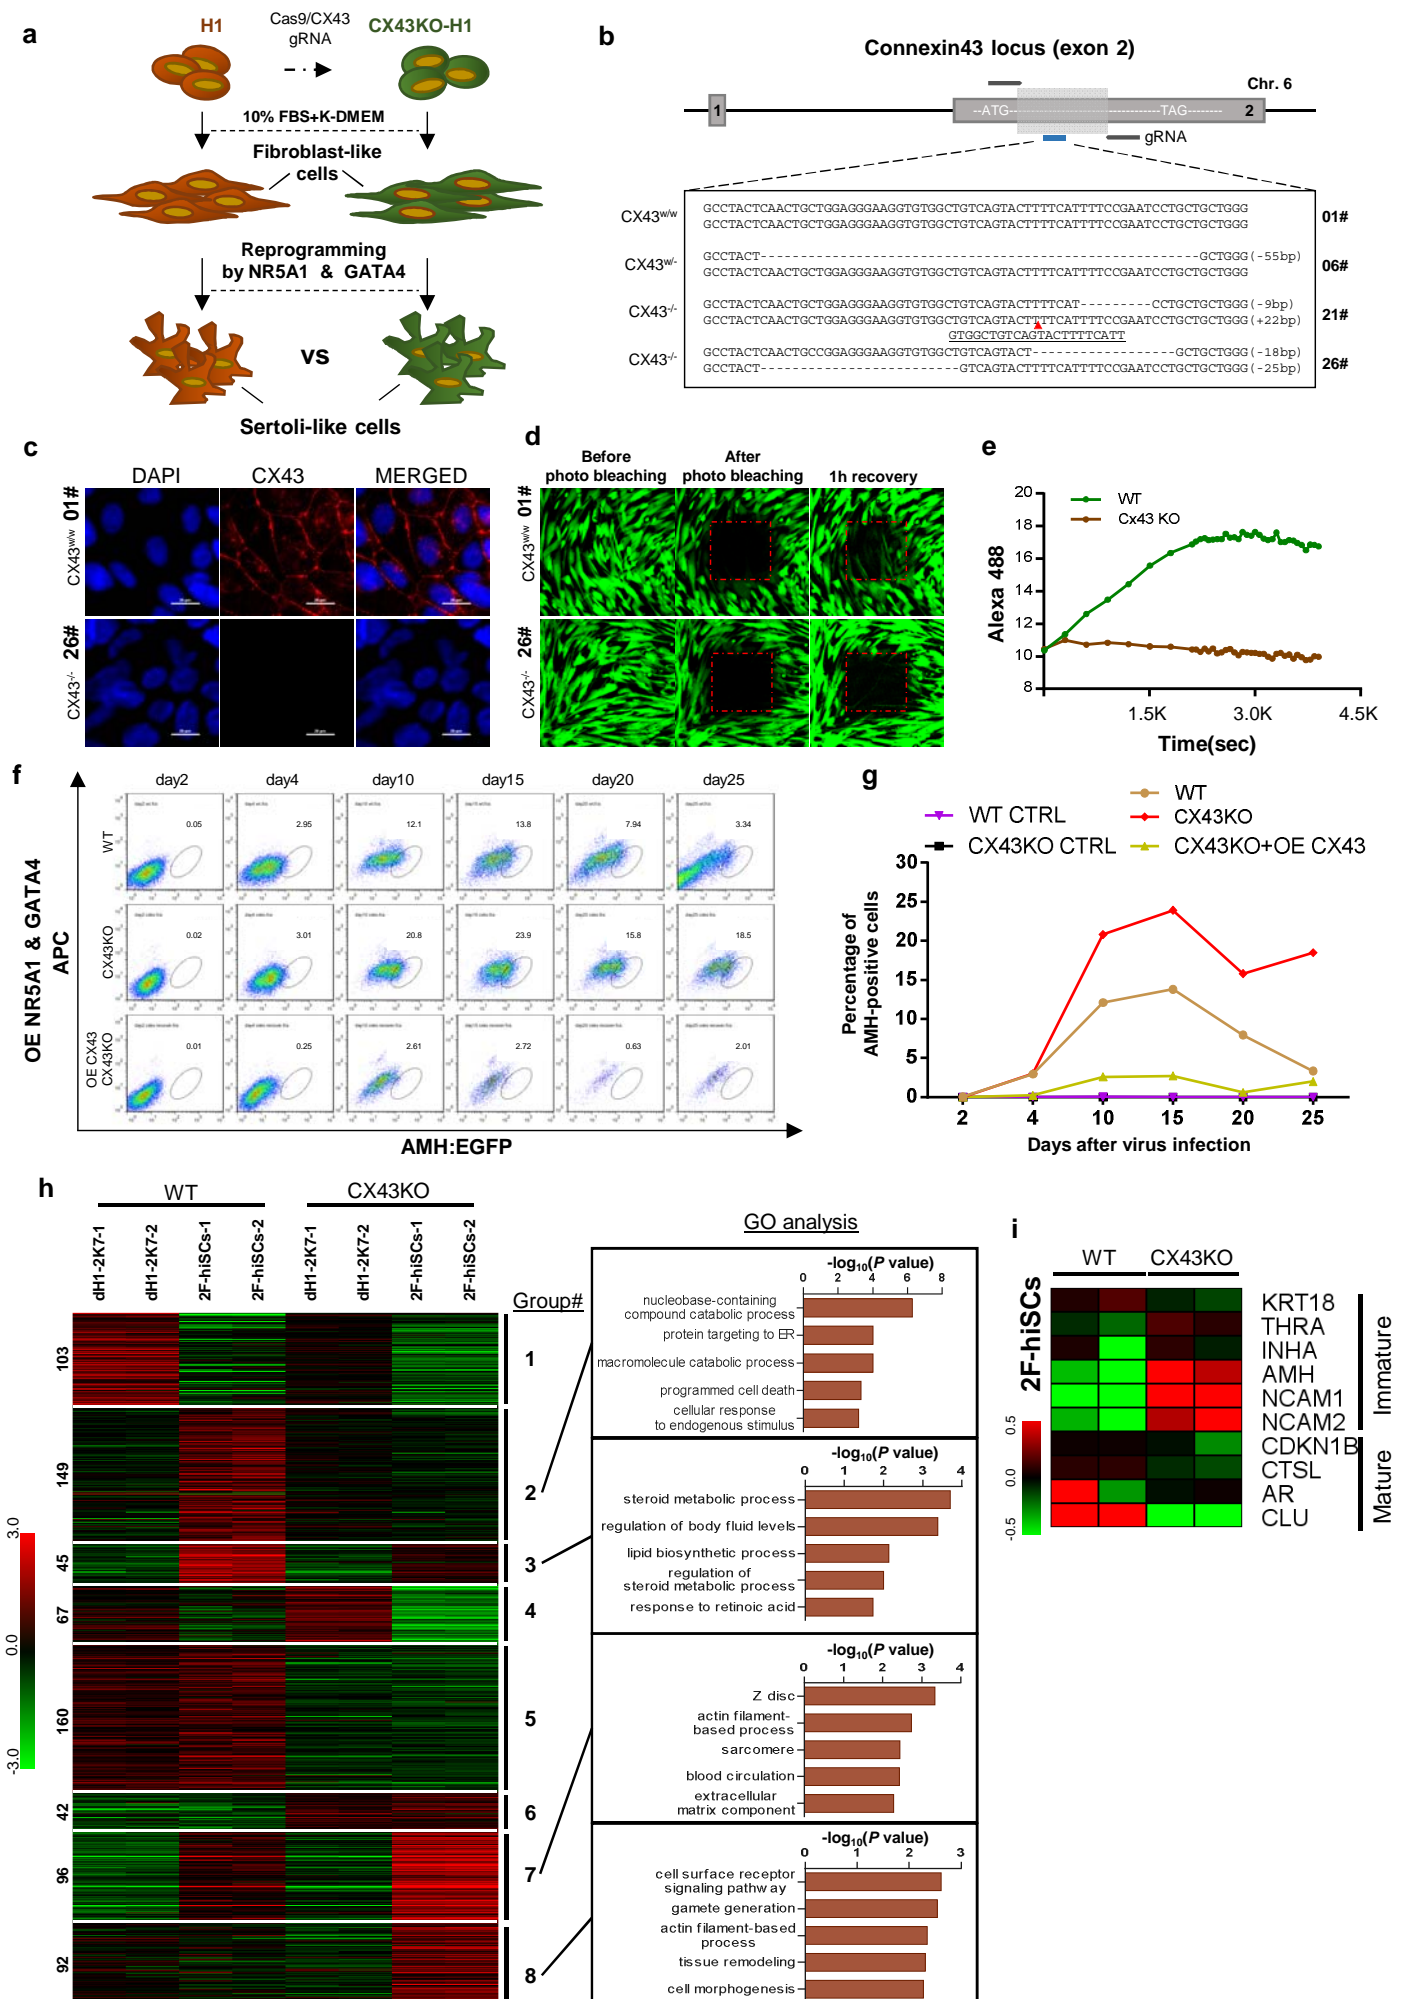 a
H1
Cas9/CX43
gRNA
CX43KO-H1
10% FBS+K-DMEM
Fibroblast-like
cells
Reprogramming
by NR5A1 & GATA4
VS
Sertoli-like cells
b
Connexin43 locus (exon 2)
Chr. 6
1
--ATG------------------------------TAG--------
2
gRNA
CX43w/w
GCCTACTCAACTGCTGGAGGGAAGGTGTGGCTGTCAGTACTTTTCATTTTCCGAATCCTGCTGCTGGG
GCCTACTCAACTGCTGGAGGGAAGGTGTGGCTGTCAGTACTTTTCATTTTCCGAATCCTGCTGCTGGG
01#
CX43w/-
GCCTACT-------------------------------------------------------GCTGGG(-55bp)
GCCTACTCAACTGCTGGAGGGAAGGTGTGGCTGTCAGTACTTTTCATTTTCCGAATCCTGCTGCTGGG
06#
CX43-/-
GCCTACTCAACTGCTGGAGGGAAGGTGTGGCTGTCAGTACTTTTCAT---------CCTGCTGCTGGG(-9bp)
GCCTACTCAACTGCTGGAGGGAAGGTGTGGCTGTCAGTACTTTTCATTTTCCGAATCCTGCTGCTGGG(+22bp)
GTGGCTGTCAGTACTTTTCATT
21#
CX43-/-
GCCTACTCAACTGCCGGAGGGAAGGTGTGGCTGTCAGTACT------------------GCTGCTGGG(-18bp)
GCCTACT-------------------------GTCAGTACTTTTCATTTTCCGAATCCTGCTGCTGGG(-25bp)
26#
c
DAPI
CX43
MERGED
CX43w/w 01#
CX43-/- 26#
d
Before
photo bleaching
After
photo bleaching
1h recovery
CX43w/w 01#
CX43-/- 26#
e
Alexa 488
20
18
16
14
12
10
8
WT
Cx43 KO
1.5K
3.0K
4.5K
Time(sec)
f
day2
day4
day10
day15
day20
day25
OE NR5A1 & GATA4
APC
WT
0.05
2.95
12.1
13.8
7.94
3.34
CX43KO
0.02
3.01
20.8
23.9
15.8
18.5
OE CX43
CX43KO
0.01
0.25
2.61
2.72
0.63
2.01
AMH:EGFP
g
WT CTRL
CX43KO CTRL
WT
CX43KO
CX43KO+OE CX43
Percentage of
AMH-positive cells
30
25
20
15
10
5
0
2
4
10
15
20
25
Days after virus infection
h
WT
CX43KO
dH1-2K7-1
dH1-2K7-2
2F-hiSCs-1
2F-hiSCs-2
dH1-2K7-1
dH1-2K7-2
2F-hiSCs-1
2F-hiSCs-2
Group#
103
1
149
2
45
3
67
4
160
5
42
6
96
7
92
8
3.0
0.0
-3.0
GO analysis
-log10(P value)
0 2 4 6 8
nucleobase-containing
compound catabolic process
protein targeting to ER
macromolecule catabolic process
programmed cell death
cellular response
to endogenous stimulus
-log10(P value)
0 1 2 3 4
steroid metabolic process
regulation of body fluid levels
lipid biosynthetic process
regulation of
steroid metabolic process
response to retinoic acid
-log10(P value)
0 1 2 3 4
Z disc
actin filament-
based process
sarcomere
blood circulation
extracellular
matrix component
-log10(P value)
0 1 2 3
cell surface receptor
signaling pathway
gamete generation
actin filament-based
process
tissue remodeling
cell morphogenesis
i
2F-hiSCs
WT
CX43KO
KRT18
THRA
INHA
AMH
NCAM1
NCAM2
CDKN1B
CTSL
AR
CLU
Immature
Mature
0.5
0.0
-0.5